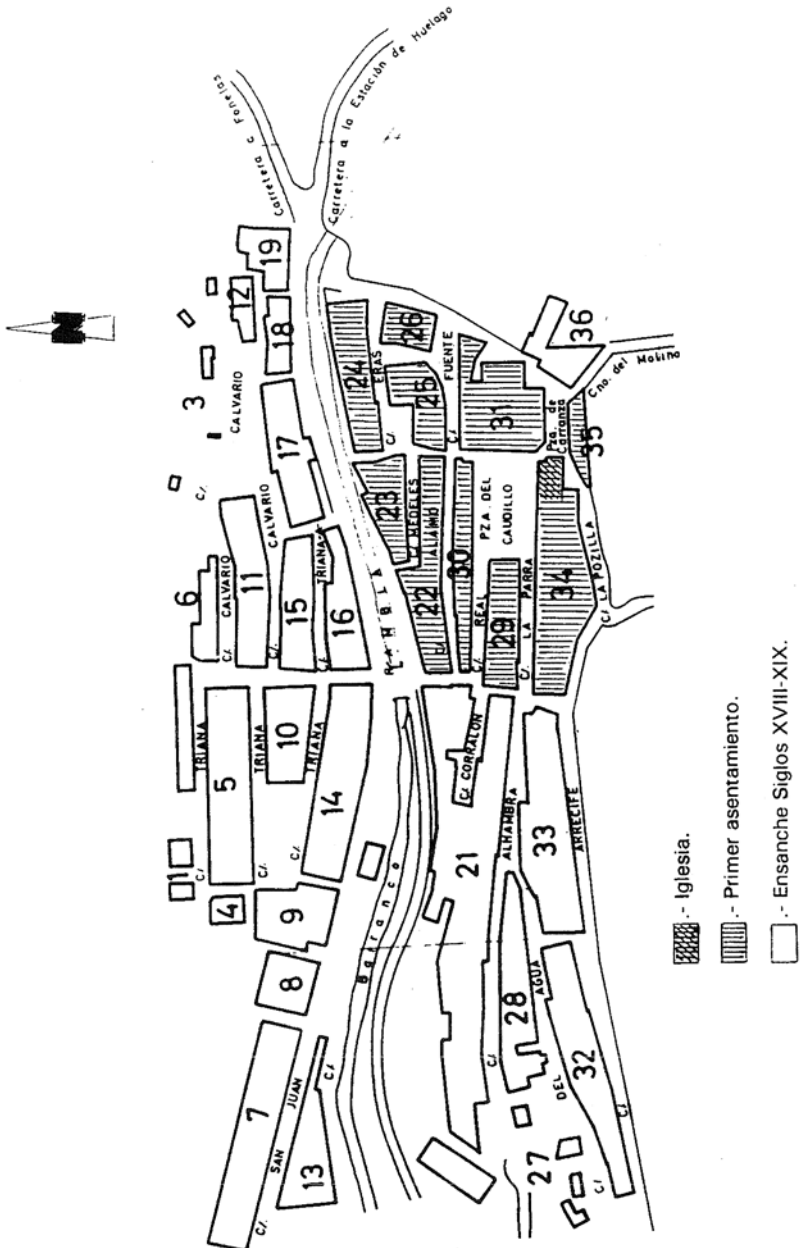 N
Carretera a Fonelas
Carretera a la Estación de Huelago
3
CALVARIO
C/.
12
19
18
17
6
C/. CALVARIO
11
C/. CALVARIO
15
C/. TRIANA
16
1
C/. TRIANA
5
4
C/. TRIANA
10
9
C/. TRIANA
14
8
7
C/. SAN JUAN
13
C/.
Barranco
RAMBLA
24
C/. ERAS
26
25
C/. FUENTE
23
C/. HEDELES
22
C/. ALIAMO
30
C/. REAL
PZA. DEL
CAUDILLO
31
29
C/. LA PARRA
34
Pza. de
Carranza
35
36
Cno. del Molino
C/. LA POZILLA
C/. CORRALON
21
C/. ALHAMBRA
33
C/. ARRECIFE
28
C/. DEL AGUA
27
32
.- Iglesia.
.- Primer asentamiento.
.- Ensanche Siglos XVIII-XIX.